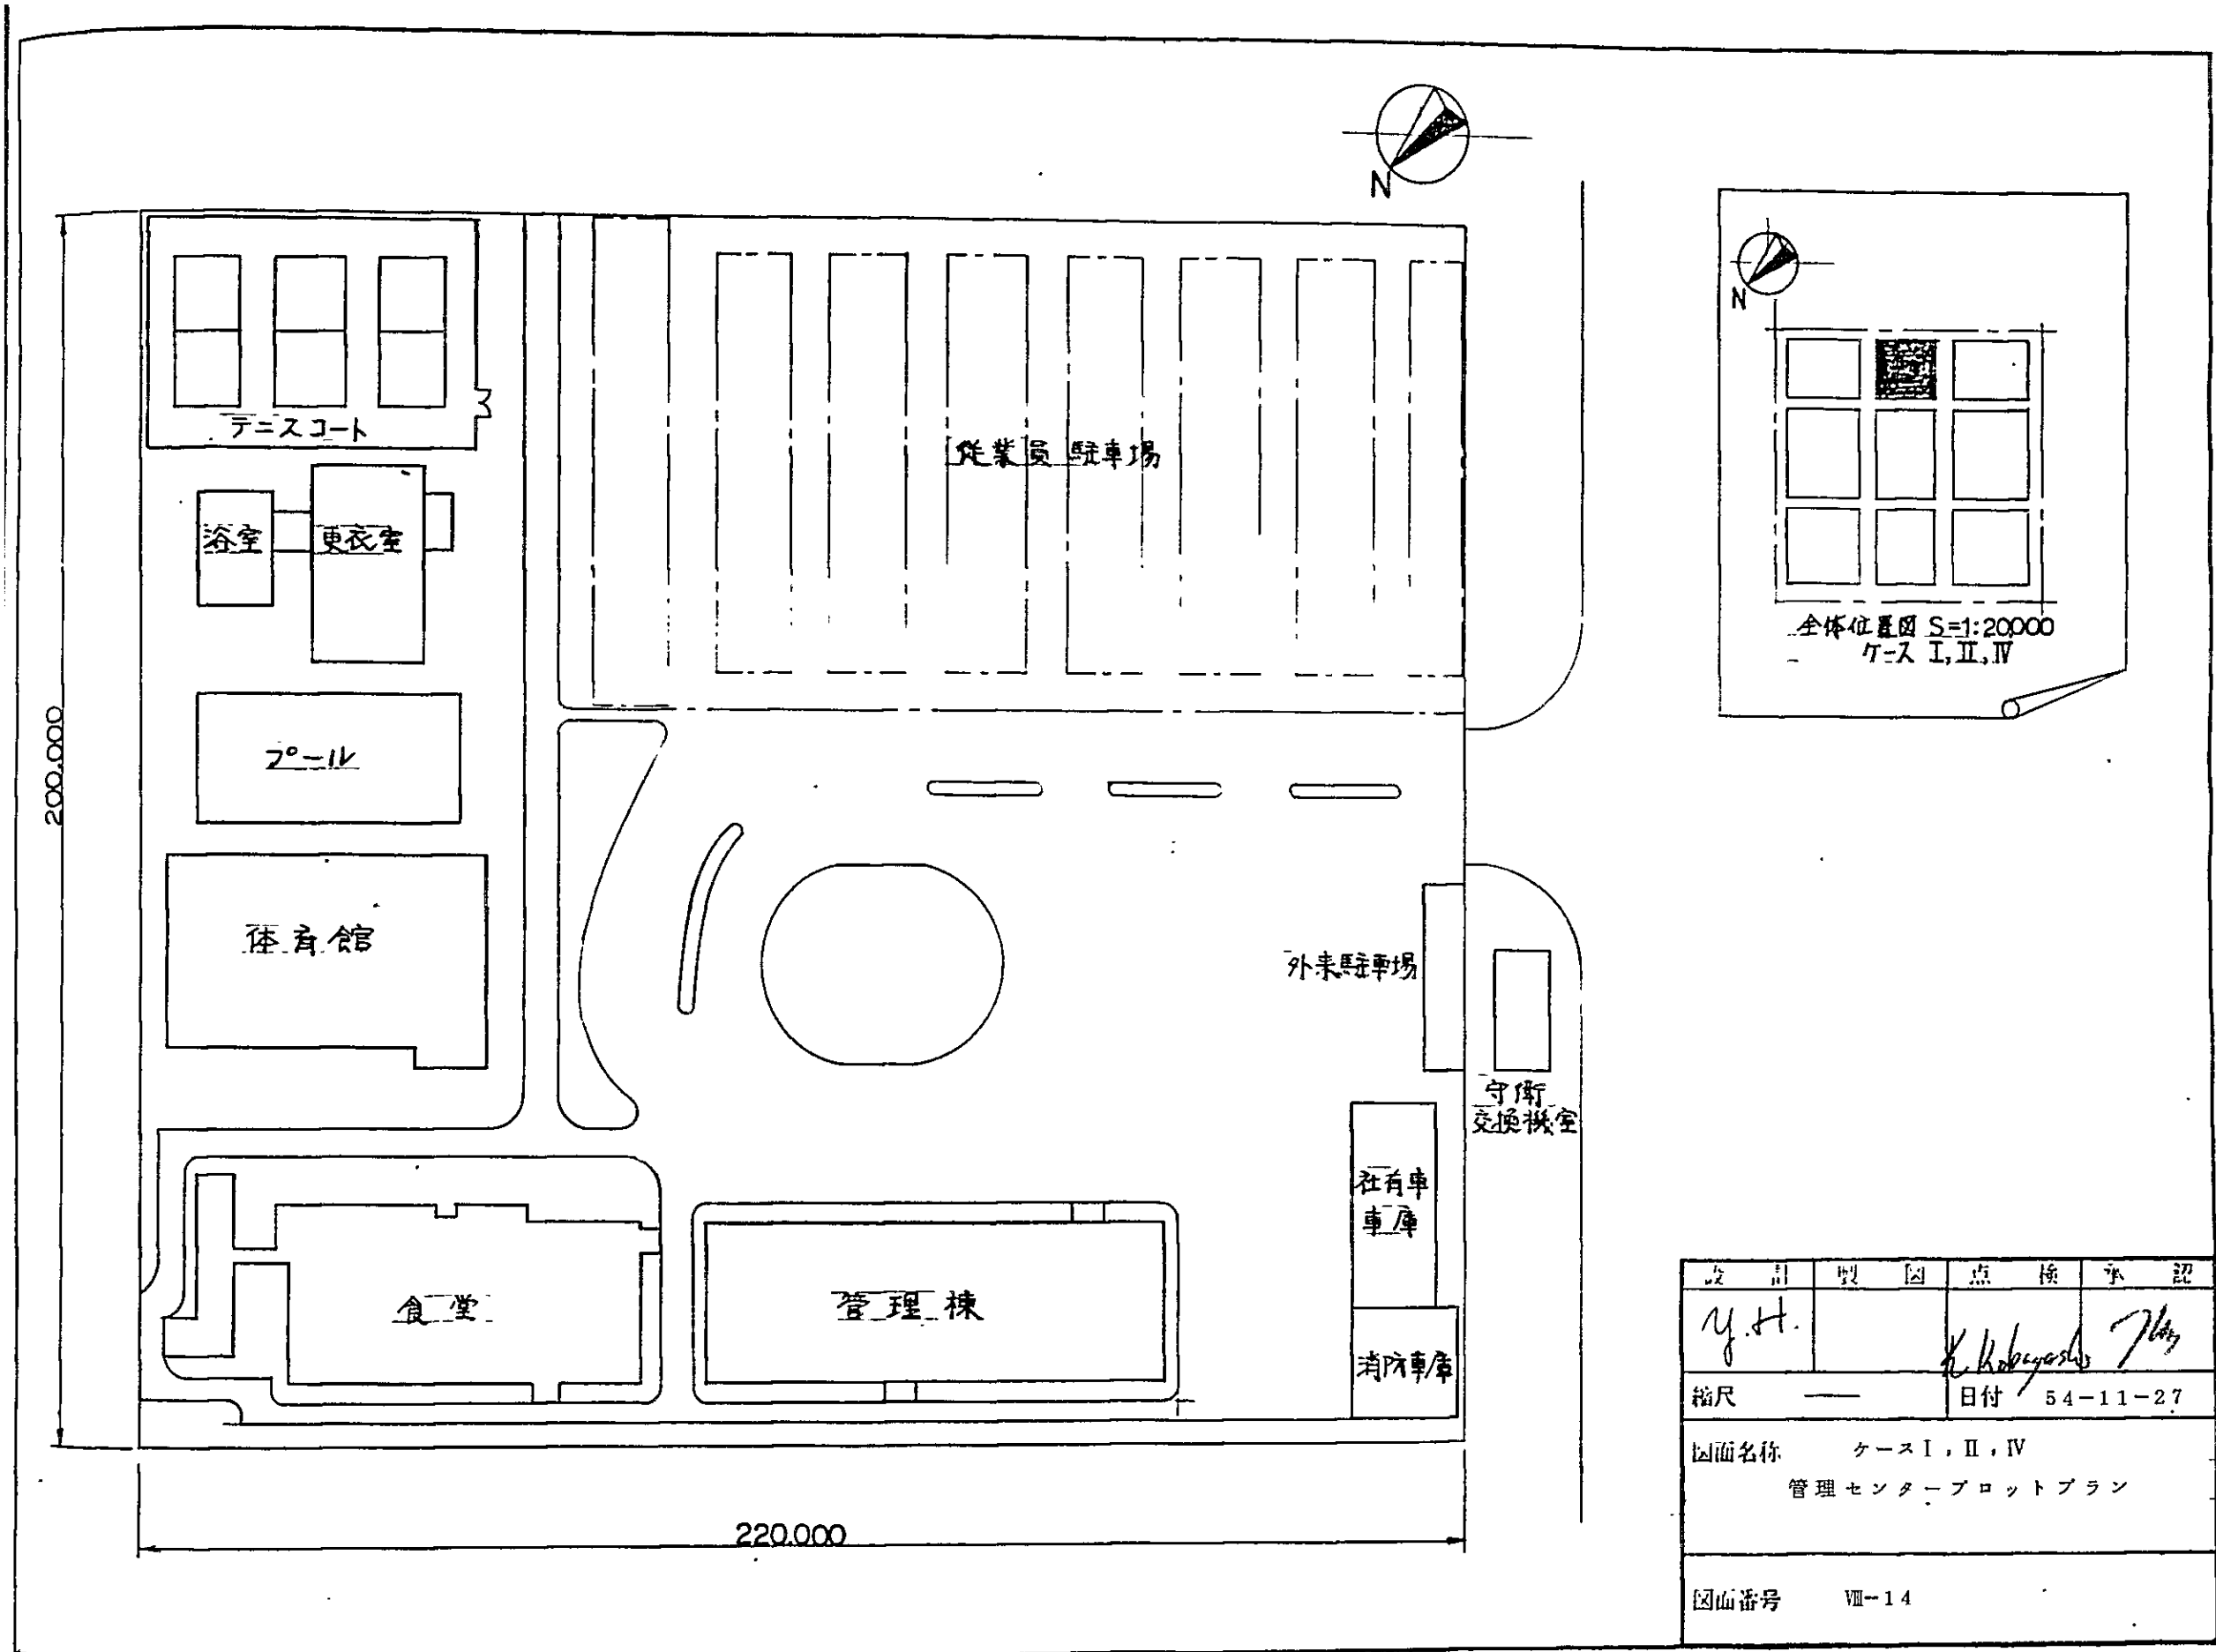 N
N
テニスコート
従業員 駐車場
浴室
更衣室
全体位置図 S=1:20,000
ケース I, II, IV
プール
200.000
体育館
外来駐車場
守衛
交換機室
社有車
車庫
食堂
管理棟
消防車庫
220.000
設計 製図 点検 承認
Y.H.
K. Kobayashi
縮尺 ―― 日付 54-11-27
図面名称 ケースI, II, IV
管理センタープロットプラン
図面番号 Ⅷ-14